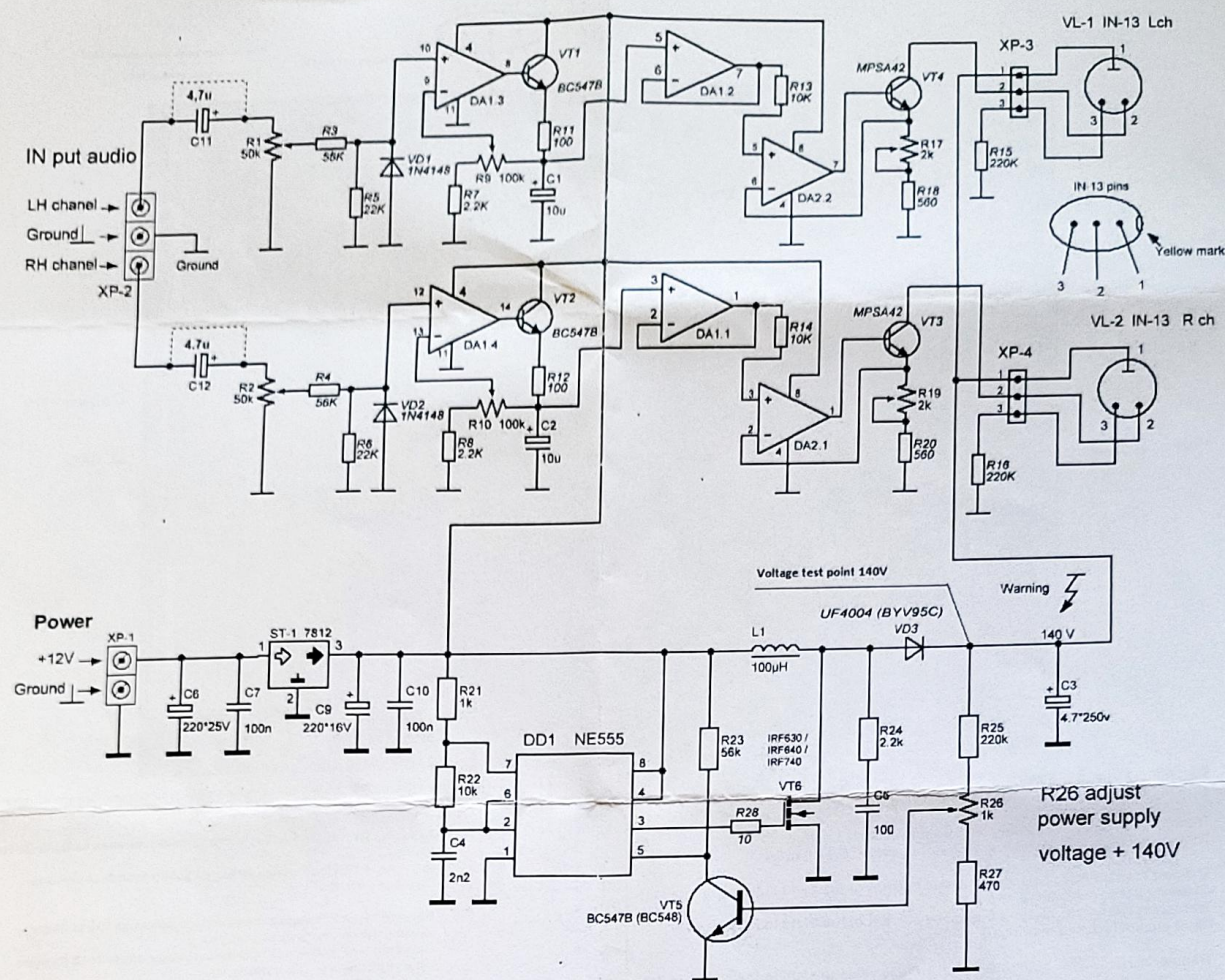 VL-1 IN-13 Lch
XP-3
1
2
3
1
3
2
10
9
4
8
11
DA1.3
VT1
BC547B
5
6
7
DA1.2
R13
10K
MPSA42
VT4
4,7u
+
C11
R1
50k
R3
56K
R5
22K
VD1
1N4148
R11
100
R9 100k
R7
2.2K
C1
10u
5
6
8
7
4
DA2.2
R17
2k
R18
560
R15
220K
IN-13 pins
Yellow mark
3 2 1
IN put audio
LH chanel
Ground
RH chanel
XP-2
Ground
12
13
4
14
11
DA1.4
VT2
BC547B
3
2
1
DA1.1
R14
10K
MPSA42
VT3
VL-2 IN-13 R ch
XP-4
1
2
3
1
3
2
4.7u
+
C12
R2
50k
R4
56K
R6
22K
VD2
1N4148
R12
100
R10 100k
R8
2.2K
C2
10u
3
2
8
1
4
DA2.1
R19
2k
R20
560
R16
220K
Voltage test point 140V
Warning
UF4004 (BYV95C)
VD3
140 V
Power
XP-1
+12V
Ground
1
ST-1 7812
3
2
+
C6
220*25V
C7
100n
C9
220*16V
C10
100n
R21
1k
R22
10k
C4
2n2
DD1 NE555
7
6
2
1
8
4
3
5
L1
100µH
R23
56k
IRF630 /
IRF640 /
IRF740
VT6
R28
10
R24
2.2k
100
R25
220k
R26
1k
R27
470
C3
4.7*250v
R26 adjust
power supply
voltage + 140V
VT5
BC547B (BC548)